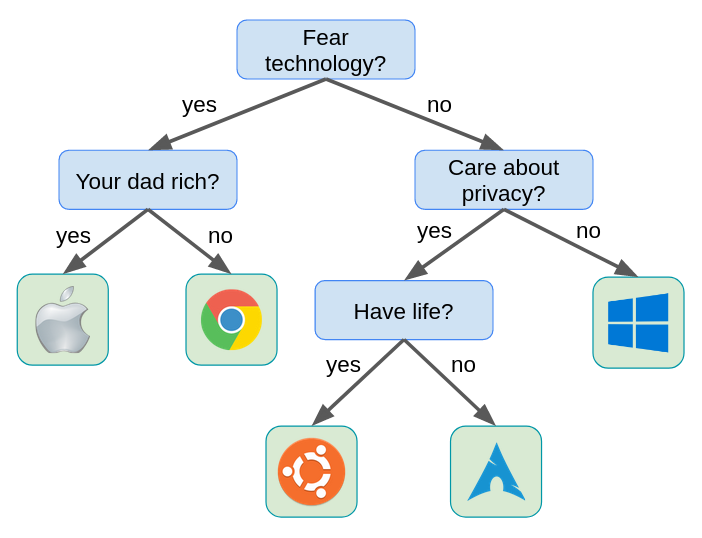 Fear
technology?
yes
no
Your dad rich?
Care about
privacy?
yes
no
yes
no
Have life?
yes
no